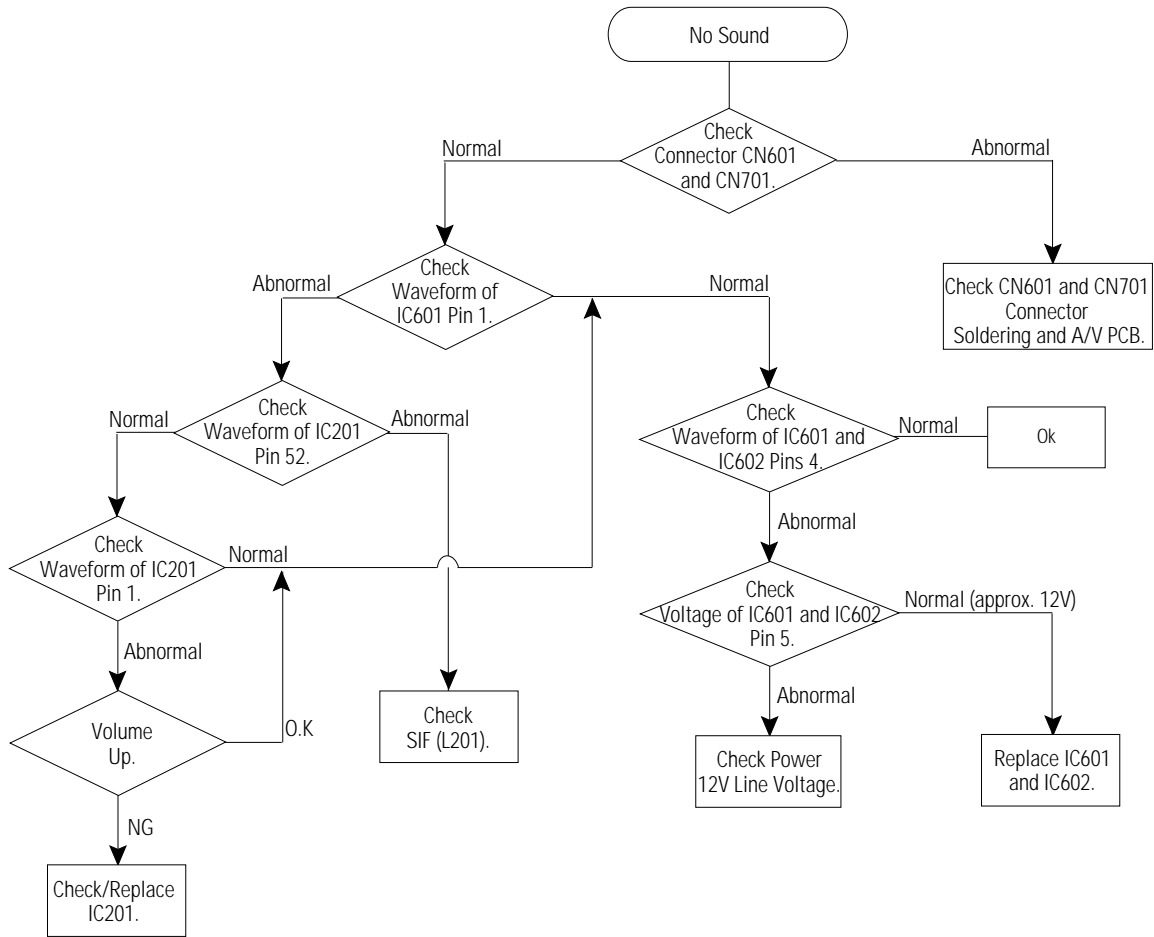 No Sound
Check
Connector CN601
and CN701.
Normal
Abnormal
Check
Waveform of
IC601 Pin 1.
Abnormal
Normal
Check CN601 and CN701
Connector
Soldering and A/V PCB.
Check
Waveform of IC201
Pin 52.
Normal
Abnormal
Check
Waveform of IC601 and
IC602 Pins 4.
Normal
Ok
Abnormal
Check
Waveform of IC201
Pin 1.
Normal
Check
Voltage of IC601 and IC602
Pin 5.
Normal (approx. 12V)
Abnormal
Abnormal
Volume
Up.
O.K
Check
SIF (L201).
Check Power
12V Line Voltage.
Replace IC601
and IC602.
NG
Check/Replace
IC201.